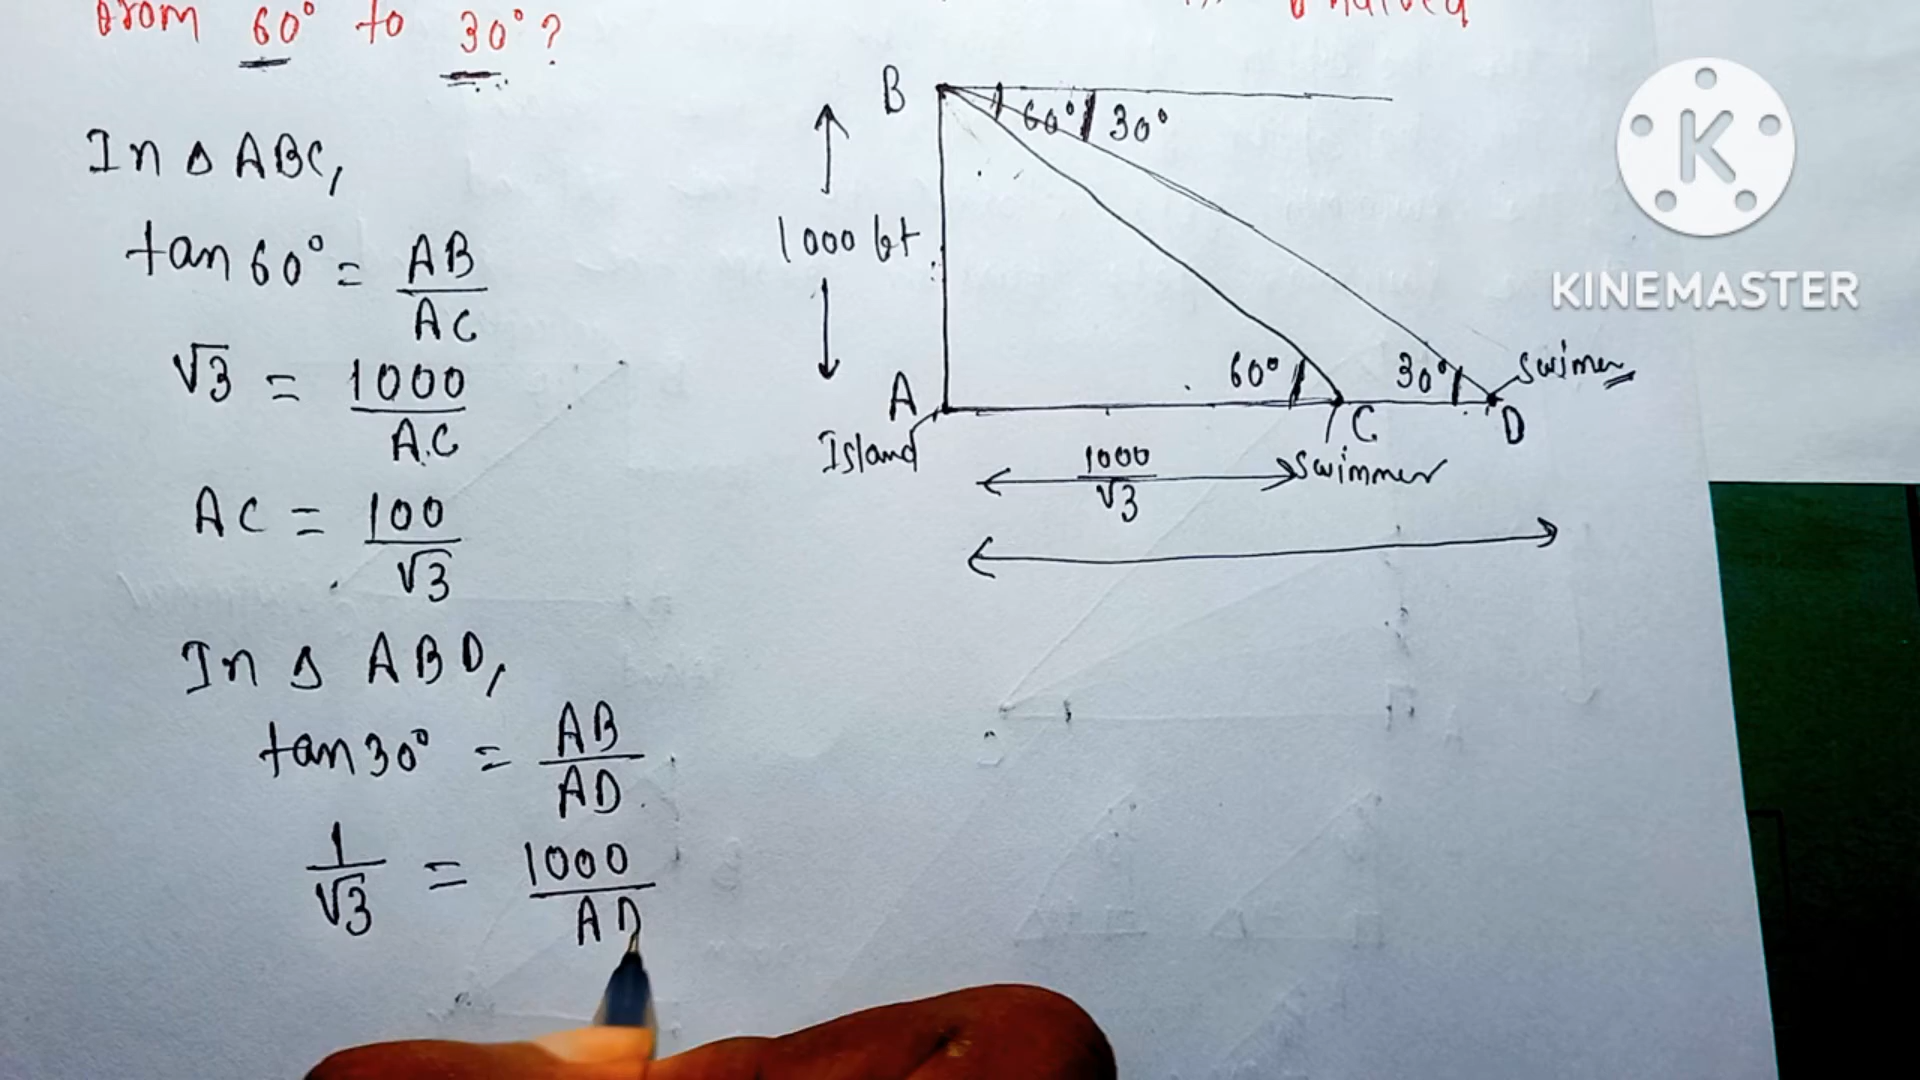 from 60° to 30°?
In Δ ABC,
tan 60° = AB/AC
√3 = 1000/AC
AC = 100/√3
In Δ ABD,
tan 30° = AB/AD
1/√3 = 1000/AD
B
60° 30°
1000 ft
60° 30°
swimer
A
C
D
Island
1000/√3
swimmer
K
KINEMASTER